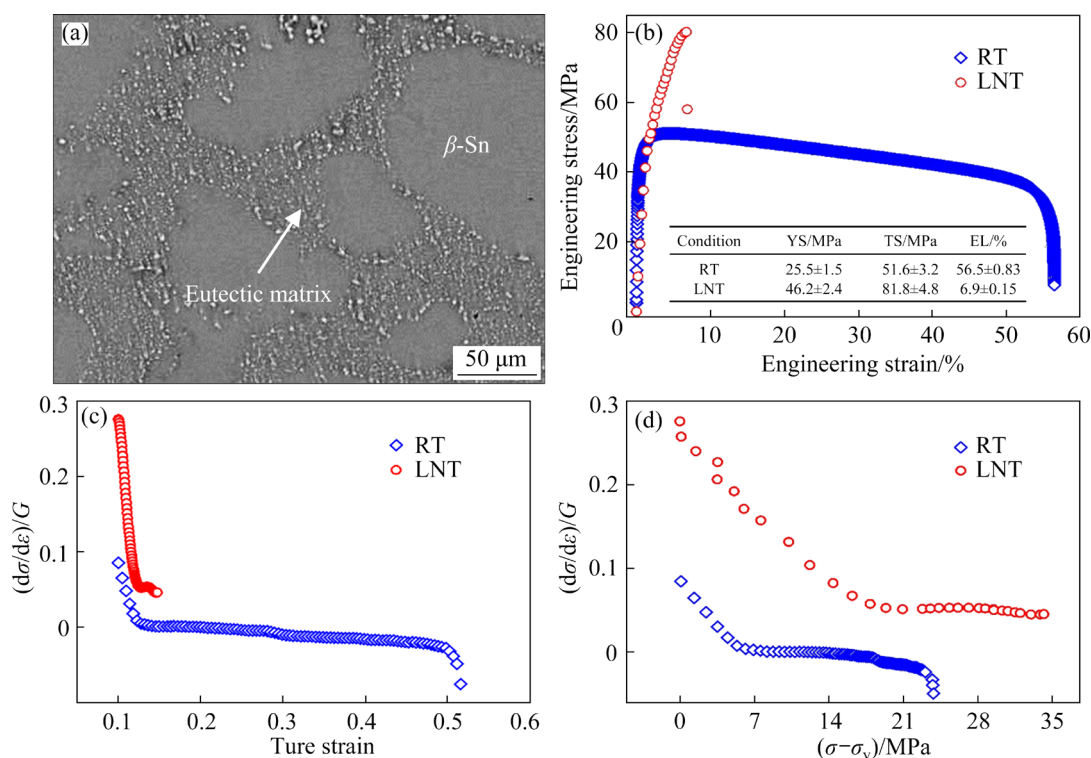 (a)
β-Sn
Eutectic matrix
50 μm
(b)
RT
LNT
Engineering stress/MPa
80
60
40
20
0
Condition YS/MPa TS/MPa EL/%
RT 25.5±1.5 51.6±3.2 56.5±0.83
LNT 46.2±2.4 81.8±4.8 6.9±0.15
0 10 20 30 40 50 60
Engineering strain/%
(c)
RT
LNT
(dσ/dε)/G
0.3
0.2
0.1
0
0.1 0.2 0.3 0.4 0.5 0.6
Ture strain
(d)
RT
LNT
(dσ/dε)/G
0.3
0.2
0.1
0
0 7 14 21 28 35
(σ−σy)/MPa